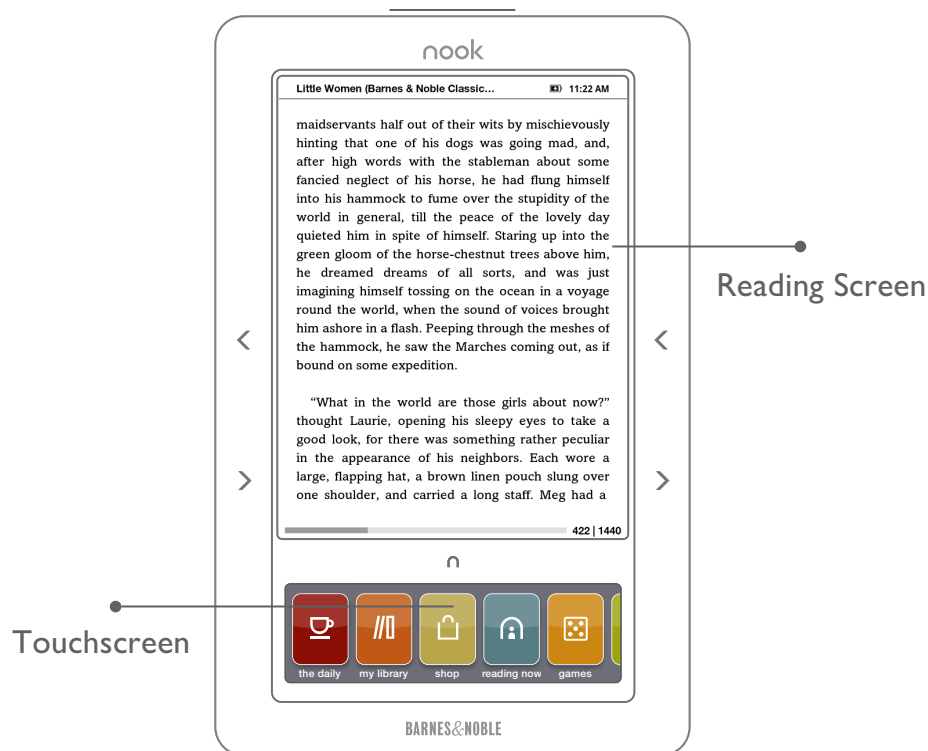 nook
Little Women (Barnes & Noble Classic... 11:22 AM
maidservants half out of their wits by mischievously
hinting that one of his dogs was going mad, and,
after high words with the stableman about some
fancied neglect of his horse, he had flung himself
into his hammock to fume over the stupidity of the
world in general, till the peace of the lovely day
quieted him in spite of himself. Staring up into the
green gloom of the horse-chestnut trees above him,
he dreamed dreams of all sorts, and was just
imagining himself tossing on the ocean in a voyage
round the world, when the sound of voices brought
him ashore in a flash. Peeping through the meshes of
the hammock, he saw the Marches coming out, as if
bound on some expedition.
“What in the world are those girls about now?”
thought Laurie, opening his sleepy eyes to take a
good look, for there was something rather peculiar
in the appearance of his neighbors. Each wore a
large, flapping hat, a brown linen pouch slung over
one shoulder, and carried a long staff. Meg had a
422 | 1440
Reading Screen
Touchscreen
the daily my library shop reading now games
BARNES&NOBLE